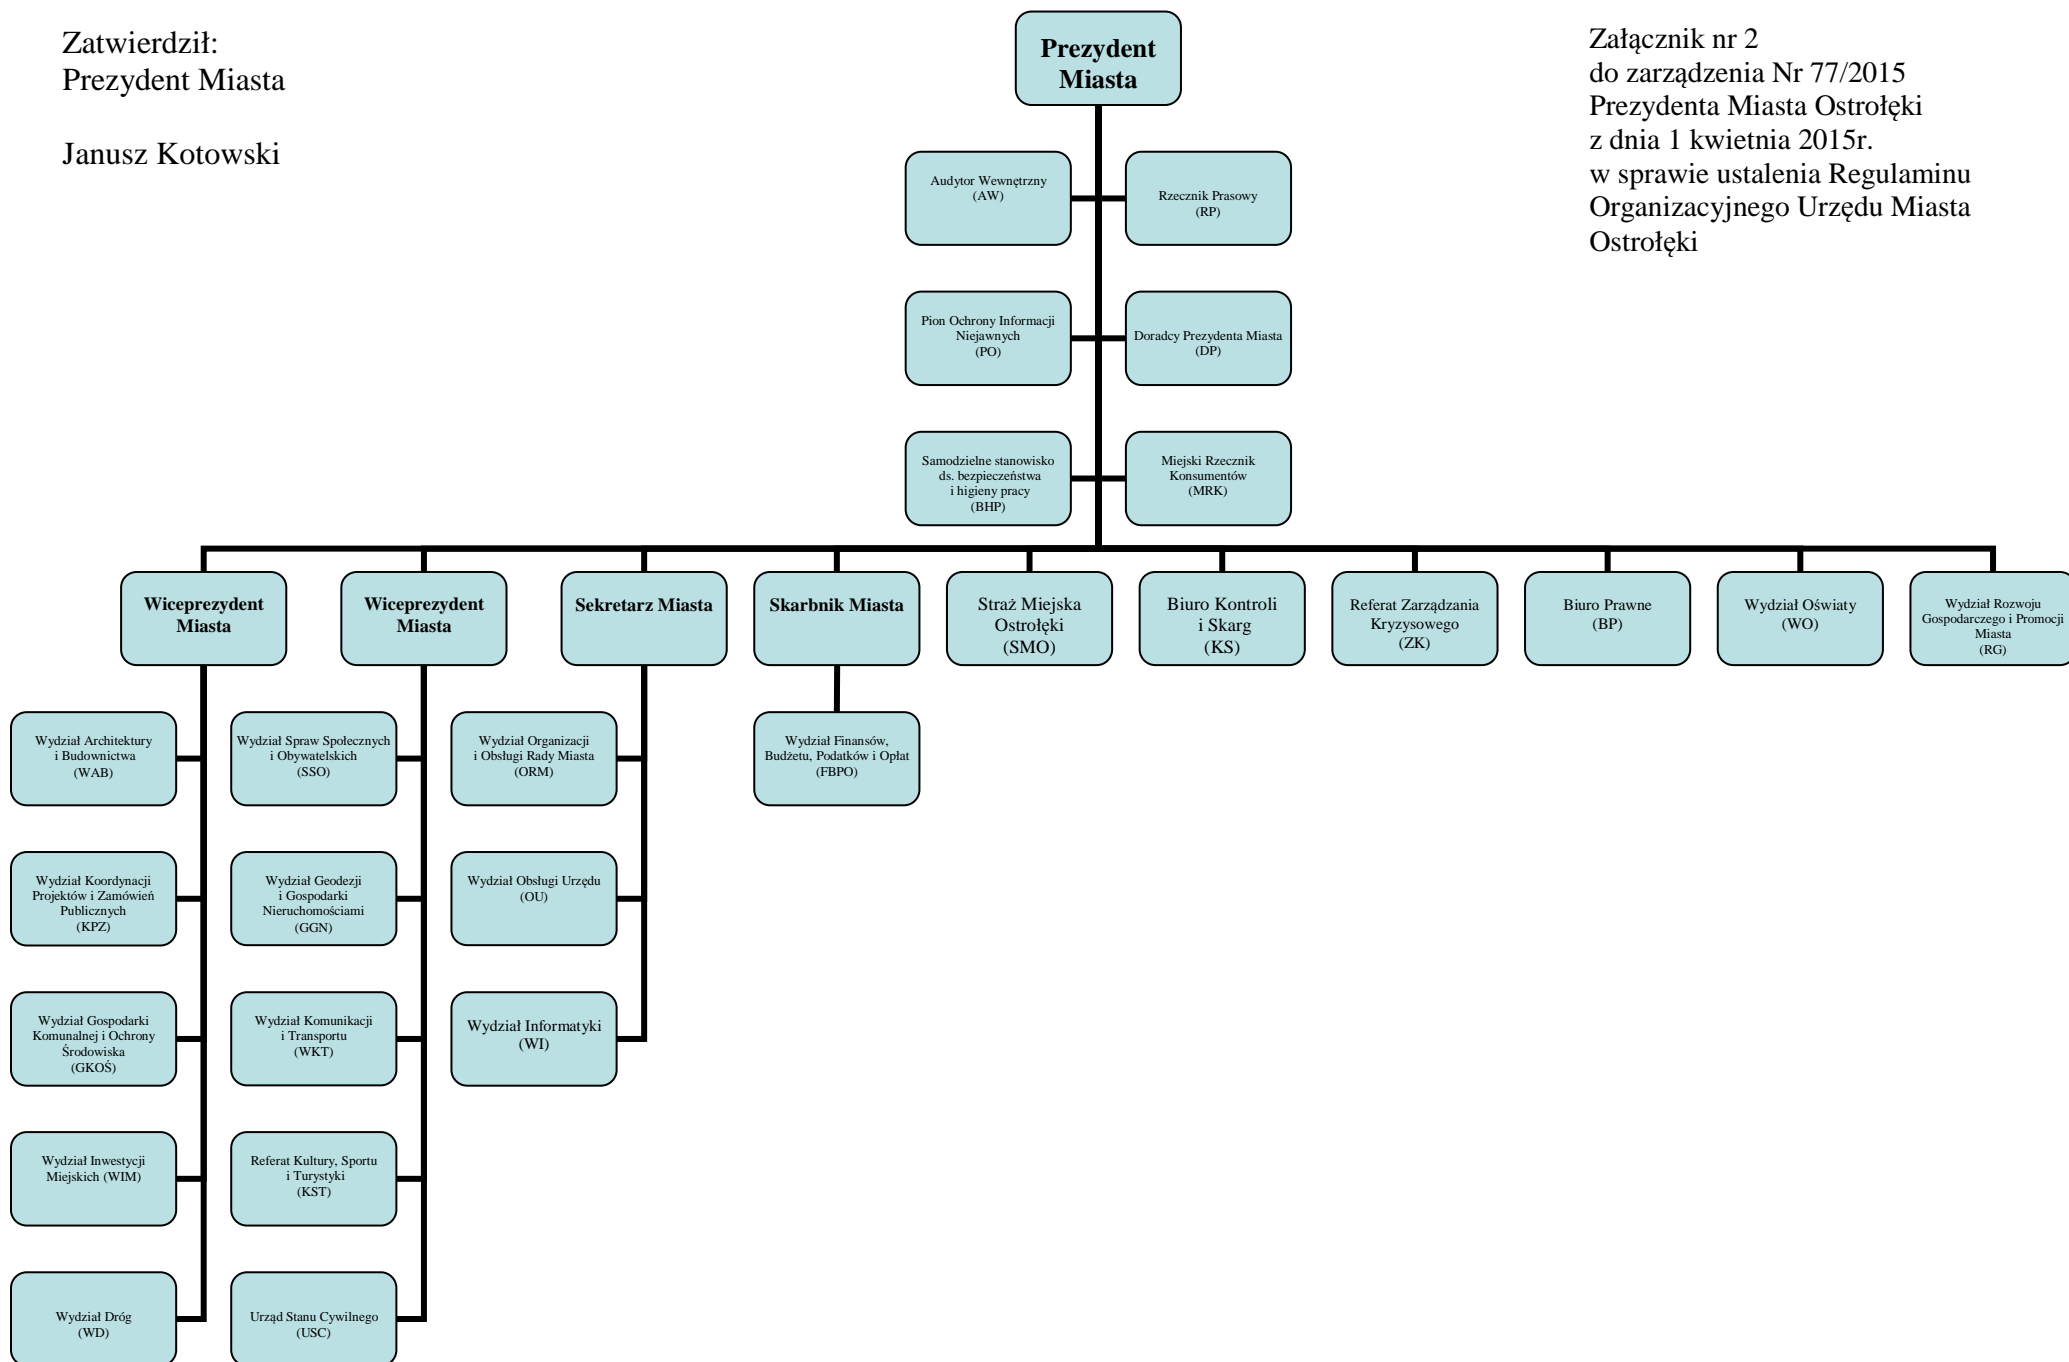 Zatwierdził:
Prezydent Miasta
Janusz Kotowski
Prezydent
Miasta
Załącznik nr 2
do zarządzenia Nr 77/2015
Prezydenta Miasta Ostrołęki
z dnia 1 kwietnia 2015r.
w sprawie ustalenia Regulaminu
Organizacyjnego Urzędu Miasta
Ostrołęki
Audytor Wewnętrzny
(AW)
Rzecznik Prasowy
(RP)
Pion Ochrony Informacji
Niejawnych
(PO)
Doradcy Prezydenta Miasta
(DP)
Samodzielne stanowisko
ds. bezpieczeństwa
i higieny pracy
(BHP)
Miejski Rzecznik
Konsumentów
(MRK)
Wiceprezydent
Miasta
Wiceprezydent
Miasta
Sekretarz Miasta
Skarbnik Miasta
Straż Miejska
Ostrołęki
(SMO)
Biuro Kontroli
i Skarg
(KS)
Referat Zarządzania
Kryzysowego
(ZK)
Biuro Prawne
(BP)
Wydział Oświaty
(WO)
Wydział Rozwoju
Gospodarczego i Promocji
Miasta
(RG)
Wydział Architektury
i Budownictwa
(WAB)
Wydział Spraw Społecznych
i Obywatelskich
(SSO)
Wydział Organizacji
i Obsługi Rady Miasta
(ORM)
Wydział Finansów,
Budżetu, Podatków i Opłat
(FBPO)
Wydział Koordynacji
Projektów i Zamówień
Publicznych
(KPZ)
Wydział Geodezji
i Gospodarki
Nieruchomościami
(GGN)
Wydział Obsługi Urzędu
(OU)
Wydział Gospodarki
Komunalnej i Ochrony
Środowiska
(GKOŚ)
Wydział Komunikacji
i Transportu
(WKT)
Wydział Informatyki
(WI)
Wydział Inwestycji
Miejskich (WIM)
Referat Kultury, Sportu
i Turystyki
(KST)
Wydział Dróg
(WD)
Urząd Stanu Cywilnego
(USC)